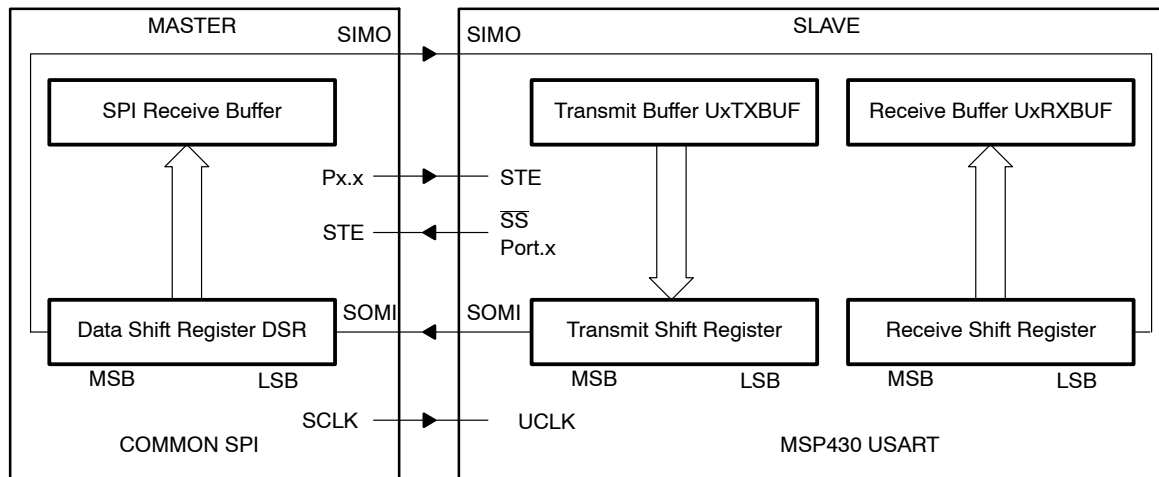 MASTER
SLAVE
SIMO
SIMO
SPI Receive Buffer
Transmit Buffer UxTXBUF
Receive Buffer UxRXBUF
Px.x
STE
STE
SS
Port.x
SOMI
SOMI
Data Shift Register DSR
Transmit Shift Register
Receive Shift Register
MSB
LSB
MSB
LSB
MSB
LSB
SCLK
UCLK
COMMON SPI
MSP430 USART